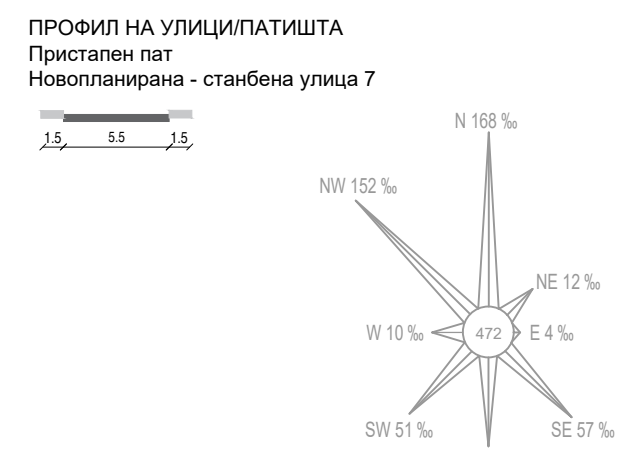 ПРОФИЛ НА УЛИЦИ/ПАТИШТА
Пристапен пат
Новопланирана - станбена улица 7
1.5 5.5 1.5
N 168 ‰
NW 152 ‰
NE 12 ‰
W 10 ‰ 472 E 4 ‰
SW 51 ‰ SE 57 ‰